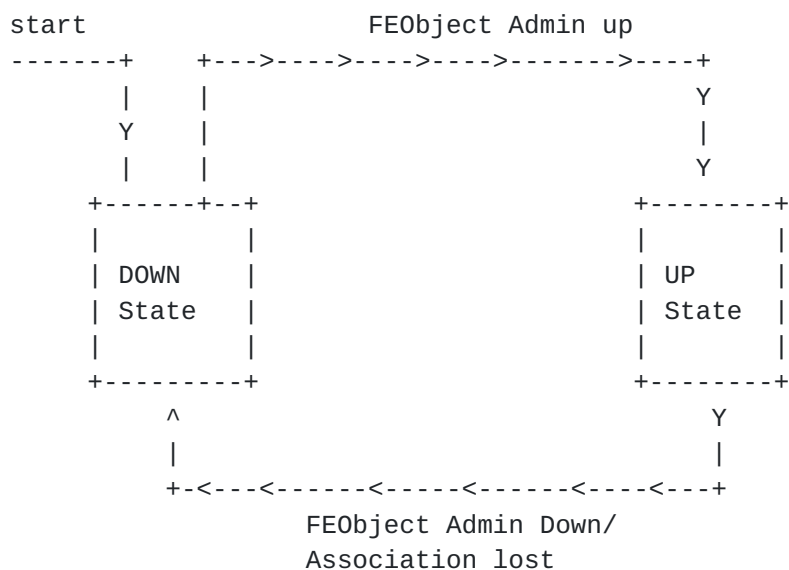 start FEObject Admin up
-------+ +--->---->---->---->------->----+
| | Y
Y | |
| | Y
+------+--+ +--------+
| | | |
| DOWN | | UP |
| State | | State |
| | | |
+---------+ +--------+
^ Y
| |
+-<---<------<-----<------<----<---+
FEObject Admin Down/
Association lost